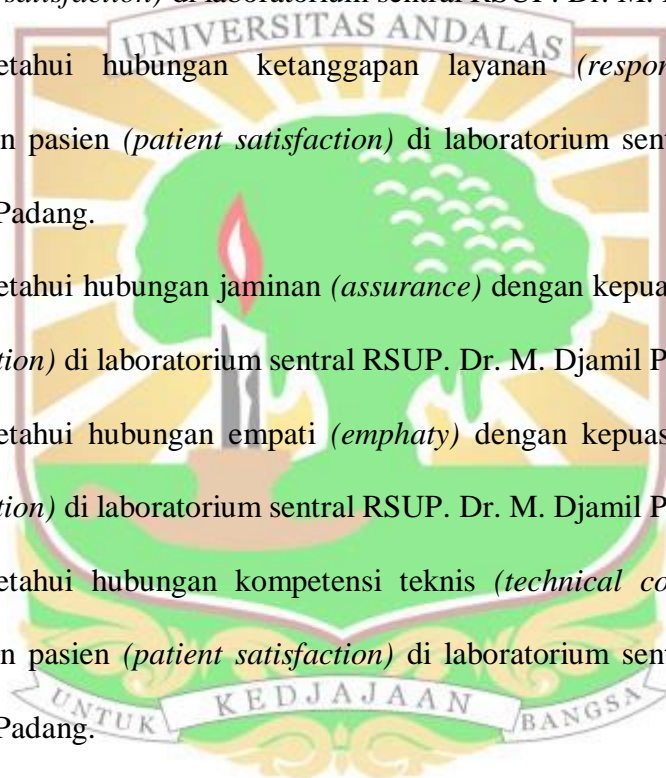 satisfaction) di laboratorium sentral RSUP. Dr. M.
UNIVERSITAS ANDALAS
etahui hubungan ketanggapan layanan (respon
n pasien (patient satisfaction) di laboratorium sent
Padang.
etahui hubungan jaminan (assurance) dengan kepua
tion) di laboratorium sentral RSUP. Dr. M. Djamil P
etahui hubungan empati (emphaty) dengan kepuas
tion) di laboratorium sentral RSUP. Dr. M. Djamil P
etahui hubungan kompetensi teknis (technical co
n pasien (patient satisfaction) di laboratorium sent
UNTUK KEDJAJAAN BANGSA
Padang.